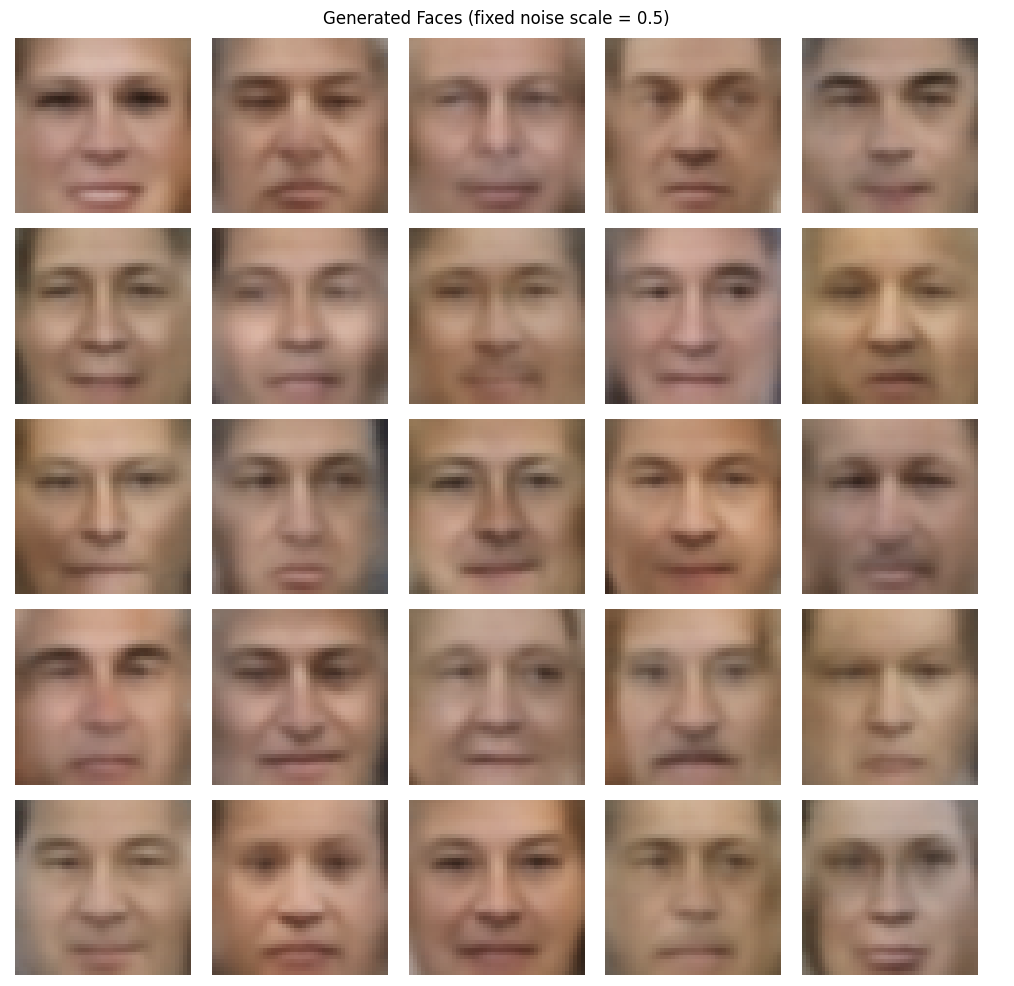 Generated Faces (fixed noise scale = 0.5)